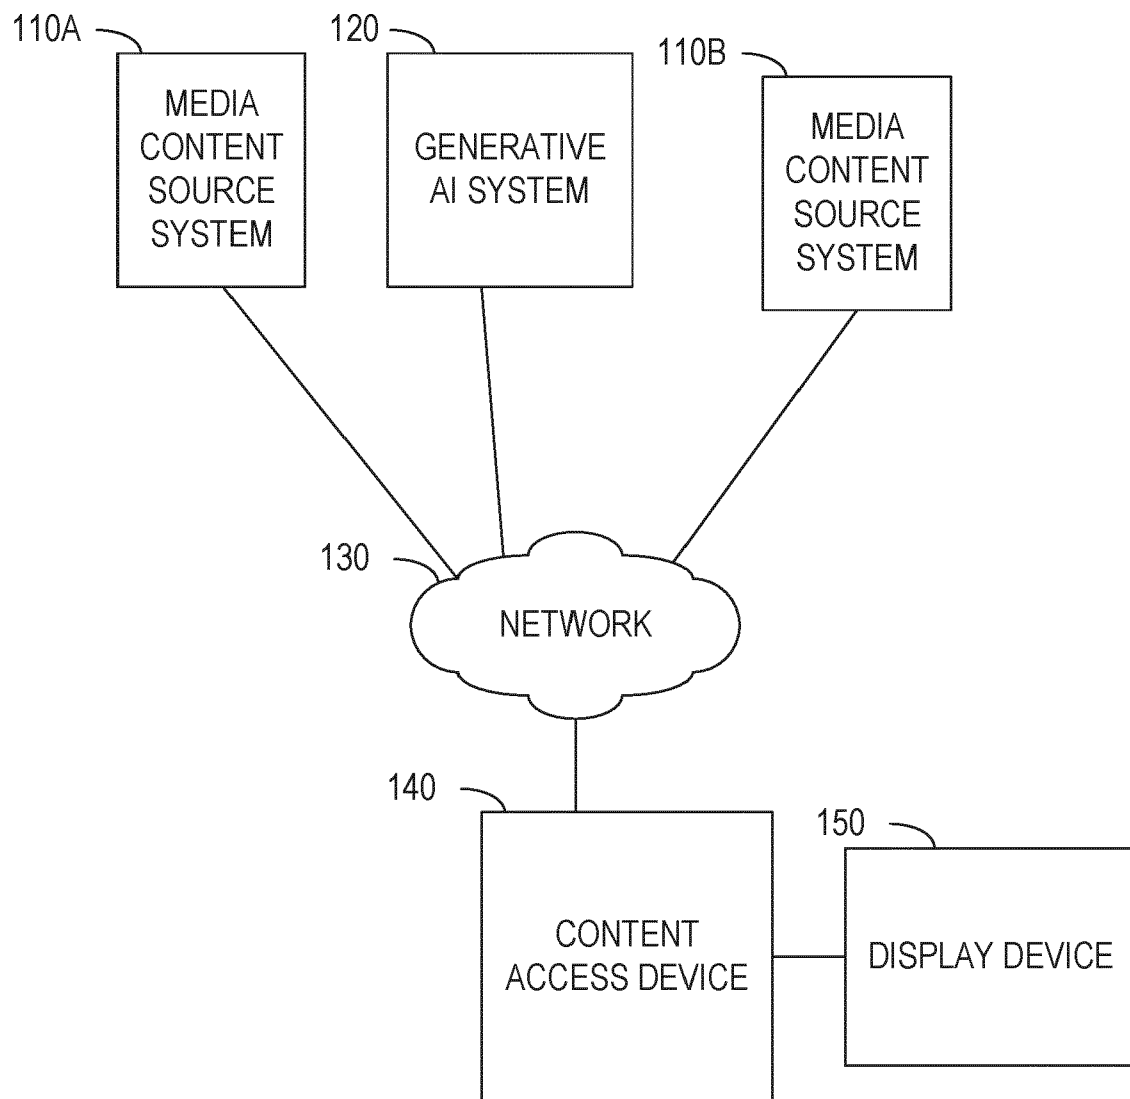 110A
MEDIA
CONTENT
SOURCE
SYSTEM
120
GENERATIVE
AI SYSTEM
110B
MEDIA
CONTENT
SOURCE
SYSTEM
130
NETWORK
140
CONTENT
ACCESS DEVICE
150
DISPLAY DEVICE